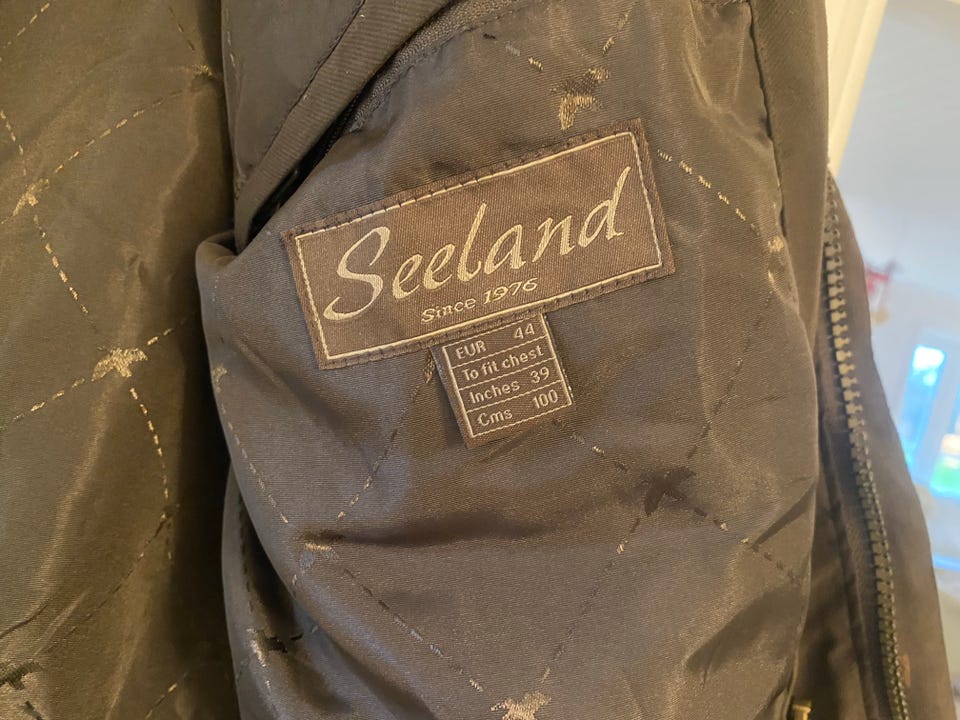 Seeland
Since 1976
EUR 44
To fit chest
Inches 39
Cms 100